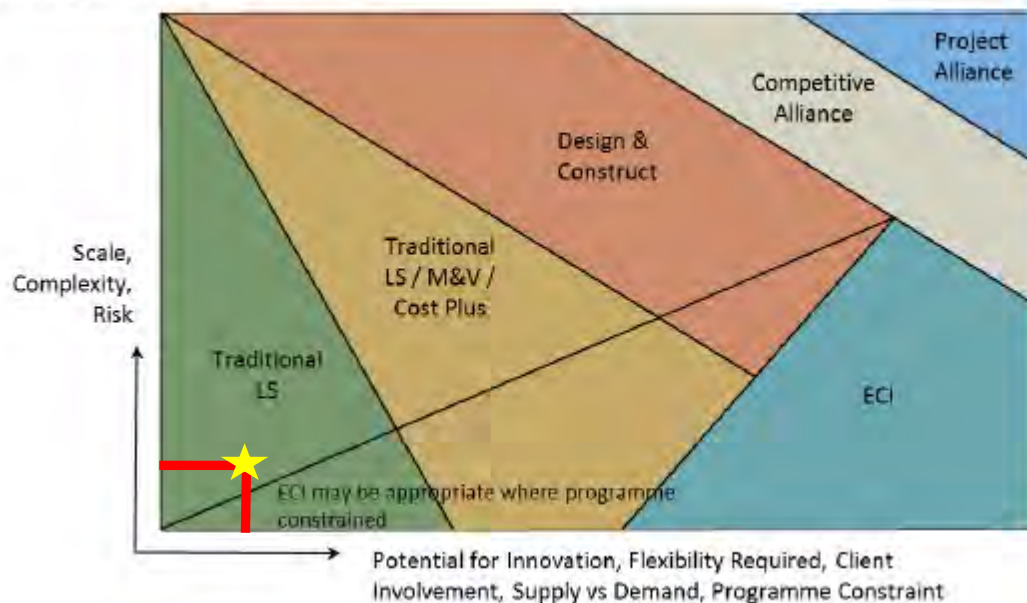 Project
Alliance
Competitive
Alliance
Design &
Construct
Traditional
LS / M&V /
Cost Plus
Scale,
Complexity,
Risk
Traditional
LS
ECI
ECI may be appropriate where programme
constrained
Potential for Innovation, Flexibility Required, Client
Involvement, Supply vs Demand, Programme Constraint